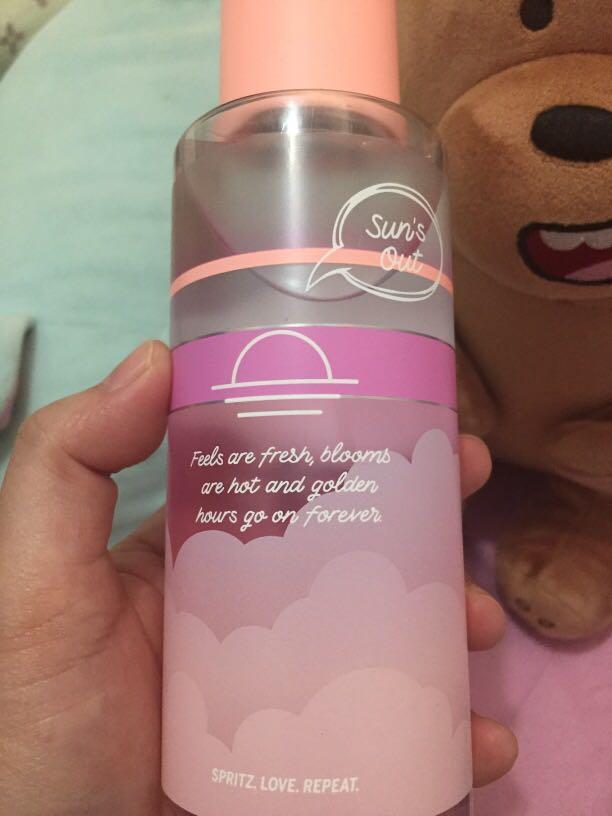 Sun's
Out
Feels are fresh, blooms
are hot and golden
hours go on forever.
SPRITZ. LOVE. REPEAT.